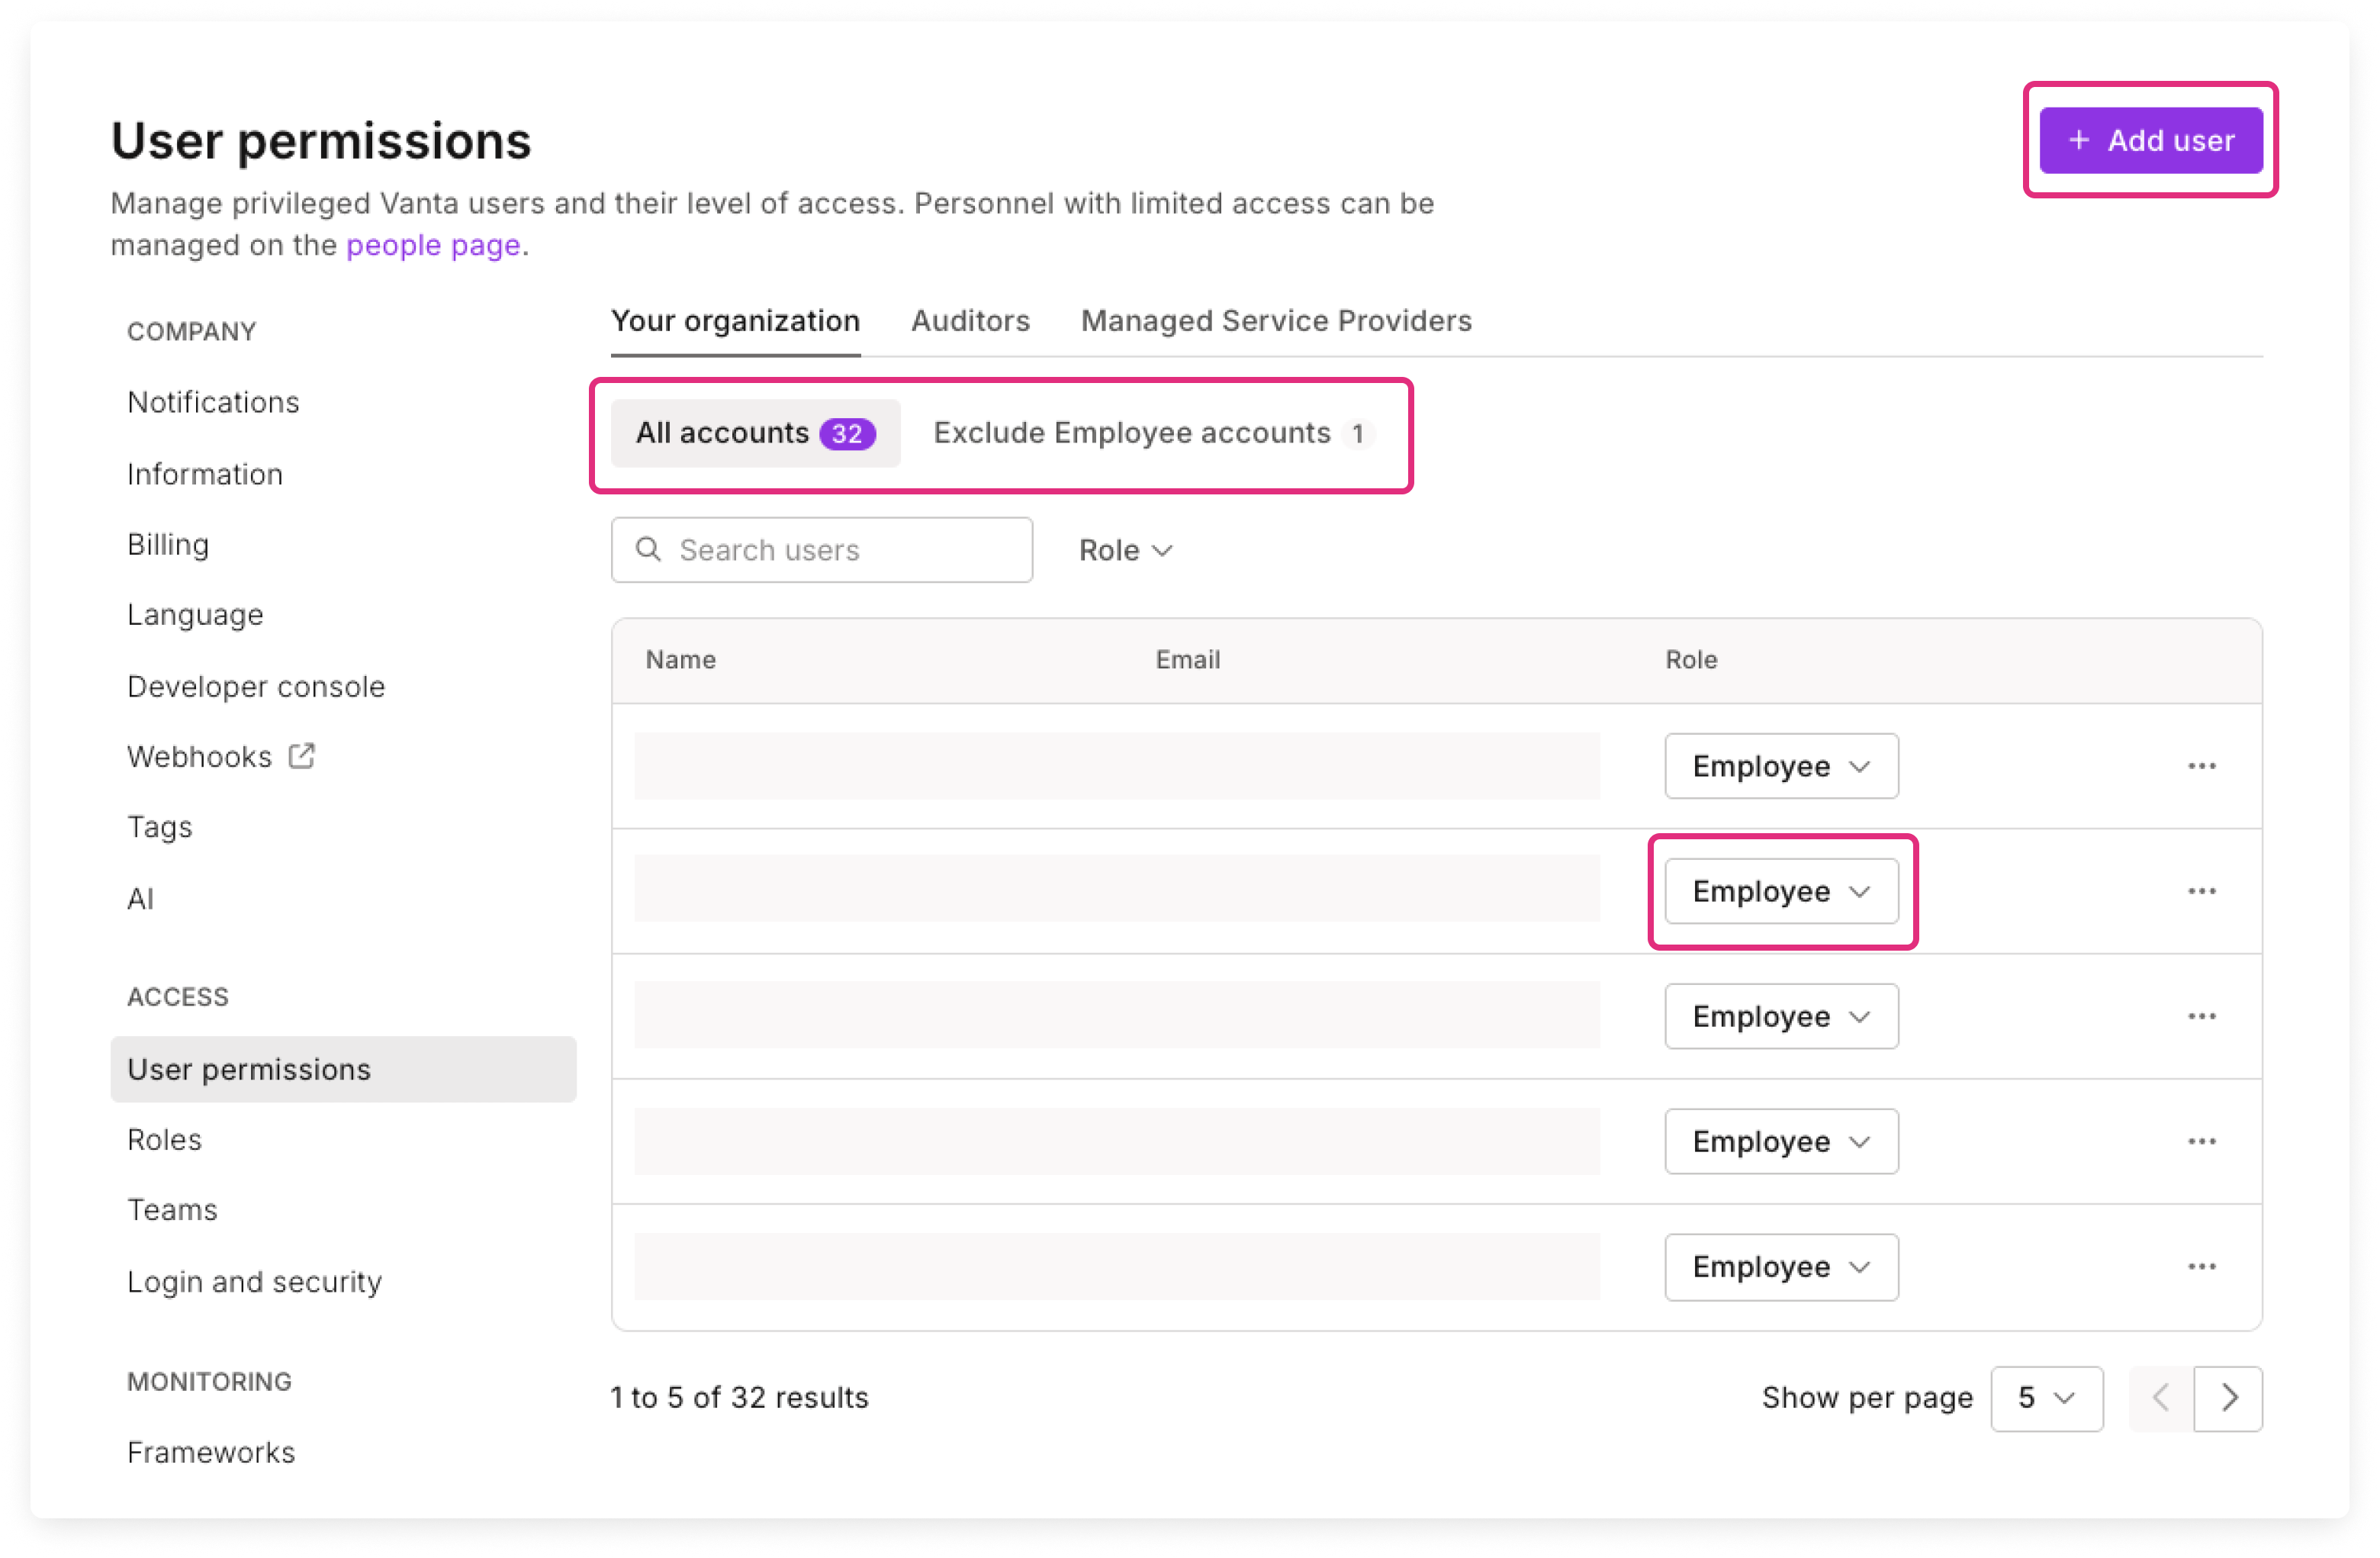 User permissions
+ Add user
Manage privileged Vanta users and their level of access. Personnel with limited access can be
managed on the people page.
COMPANY
Notifications
Information
Billing
Language
Developer console
Webhooks
Tags
AI
ACCESS
User permissions
Roles
Teams
Login and security
MONITORING
Frameworks
Your organization Auditors Managed Service Providers
All accounts 32 Exclude Employee accounts 1
Search users Role
Name Email Role
Employee
Employee
Employee
Employee
Employee
1 to 5 of 32 results Show per page 5